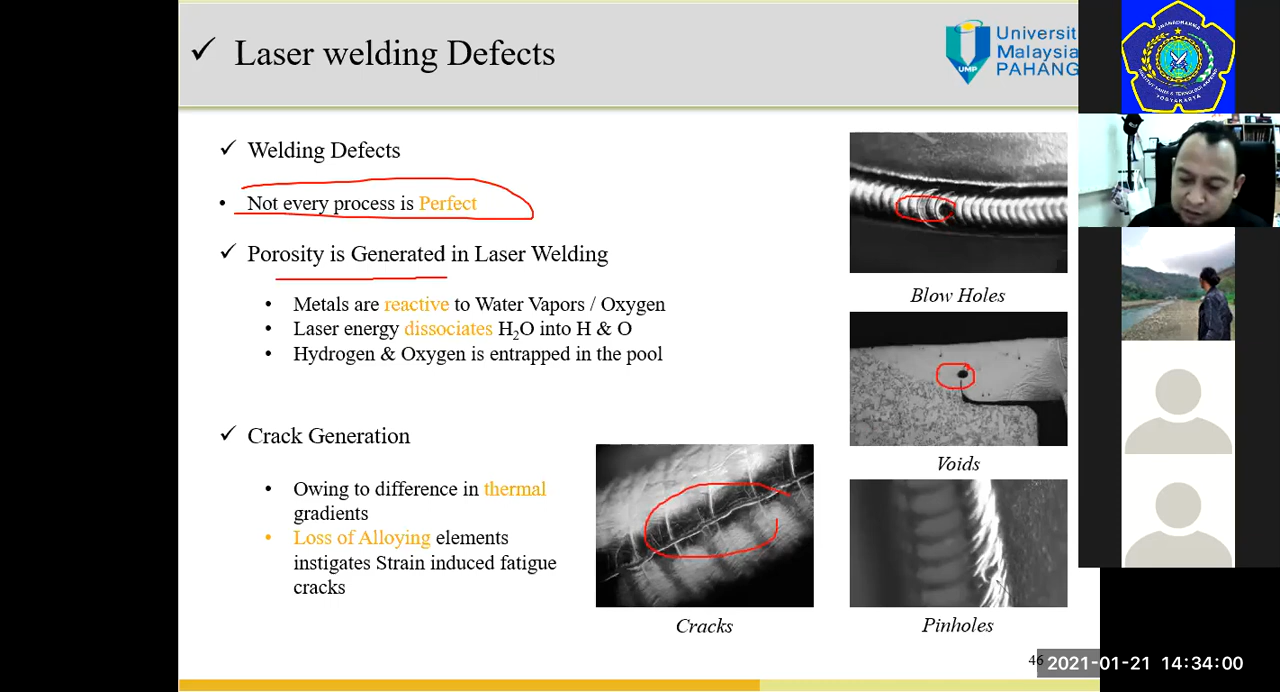 ✓ Laser welding Defects
Universit
Malaysia
PAHANG
UMP
✓ Welding Defects
• Not every process is Perfect
✓ Porosity is Generated in Laser Welding
• Metals are reactive to Water Vapors / Oxygen
• Laser energy dissociates H₂O into H & O
• Hydrogen & Oxygen is entrapped in the pool
✓ Crack Generation
• Owing to difference in thermal
gradients
• Loss of Alloying elements
instigates Strain induced fatigue
cracks
Cracks
Blow Holes
Voids
Pinholes
46
2021-01-21 14:34:00
YOGYAKARTA